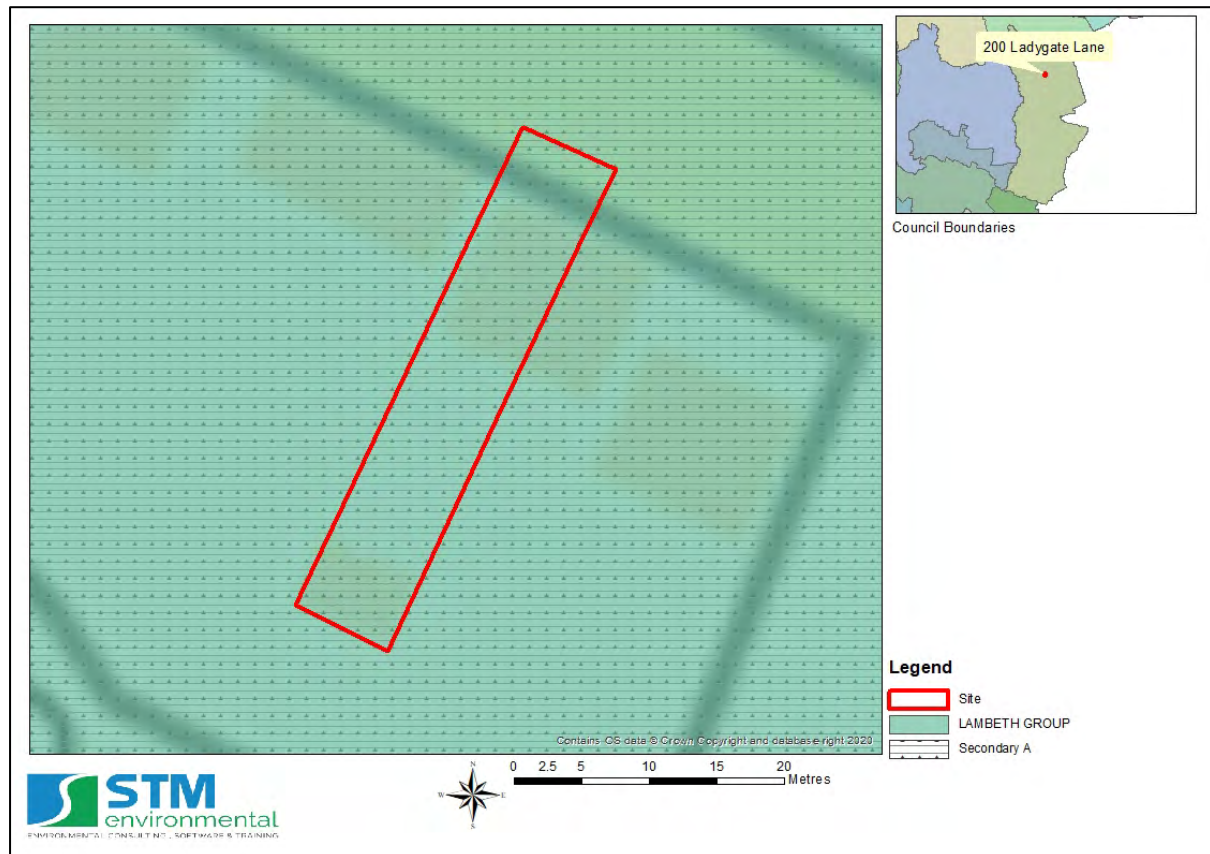 200 Ladygate Lane
Council Boundaries
Legend
Site
LAMBETH GROUP
Secondary A
Contains OS data © Crown Copyright and database right 2020
STM
environmental
ENVIRONMENTAL CONSULTING, SOFTWARE & TRAINING
N
W E
S
0 2.5 5 10 15 20
Metres